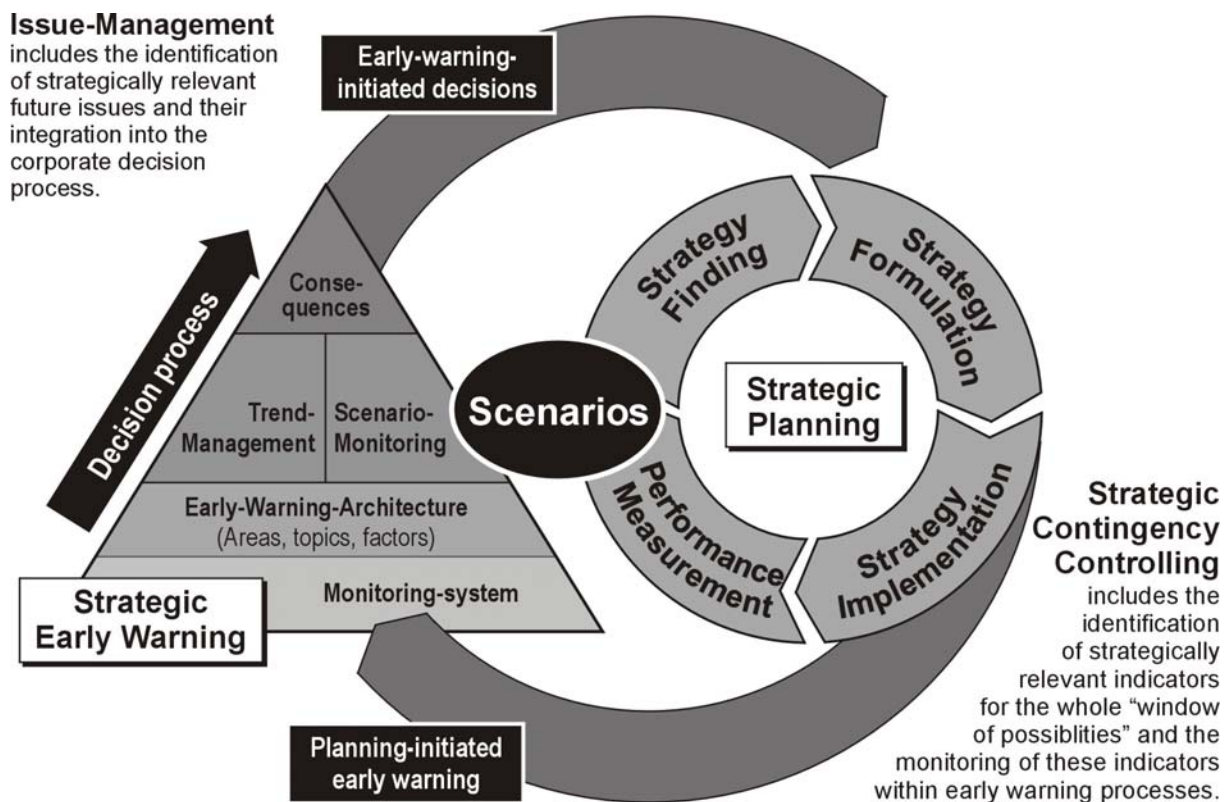 Issue-Management
includes the identification
of strategically relevant
future issues and their
integration into the
corporate decision
process.
Early-warning-
initiated decisions
Decision process
Conse-
quences
Trend-
Management
Scenario-
Monitoring
Early-Warning-Architecture
(Areas, topics, factors)
Monitoring-system
Strategic
Early Warning
Scenarios
Strategy
Finding
Strategy
Formulation
Strategic
Planning
Performance
Measurement
Strategy
Implementation
Planning-initiated
early warning
Strategic
Contingency
Controlling
includes the
identification
of strategically
relevant indicators
for the whole “window
of possiblities” and the
monitoring of these indicators
within early warning processes.